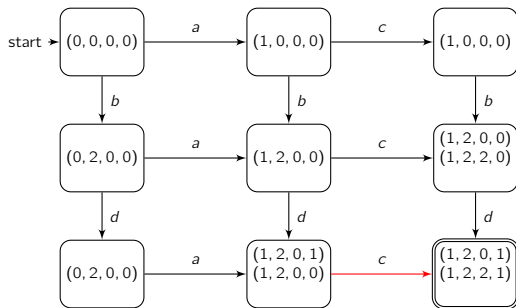 start
(0, 0, 0, 0)
a
(1, 0, 0, 0)
c
(1, 0, 0, 0)
b
b
b
(0, 2, 0, 0)
a
(1, 2, 0, 0)
c
(1, 2, 0, 0)
(1, 2, 2, 0)
d
d
d
(0, 2, 0, 0)
a
(1, 2, 0, 1)
(1, 2, 0, 0)
c
(1, 2, 0, 1)
(1, 2, 2, 1)